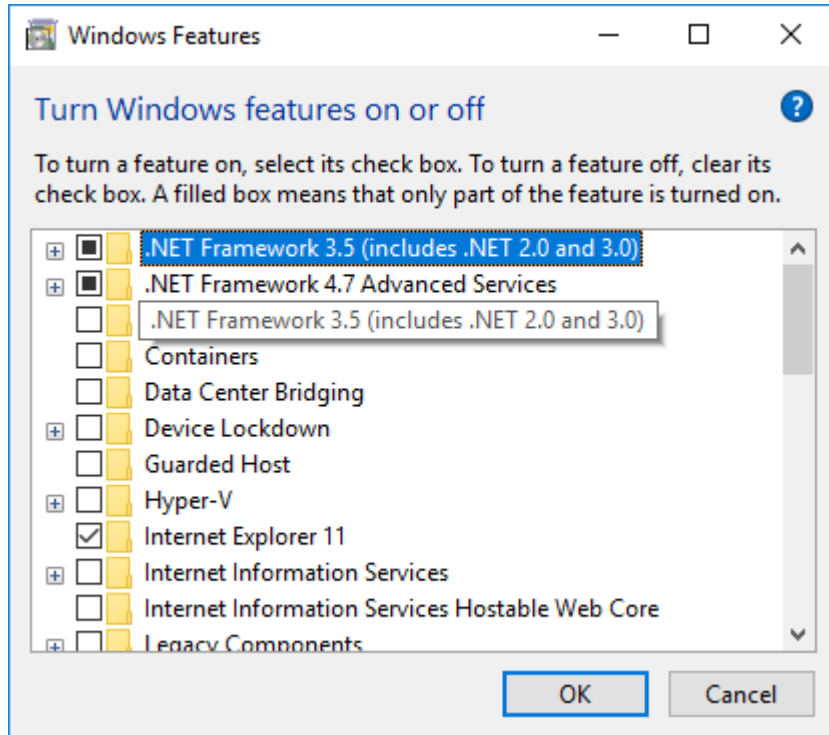 Windows Features
Turn Windows features on or off
To turn a feature on, select its check box. To turn a feature off, clear its
check box. A filled box means that only part of the feature is turned on.
.NET Framework 3.5 (includes .NET 2.0 and 3.0)
.NET Framework 4.7 Advanced Services
.NET Framework 3.5 (includes .NET 2.0 and 3.0)
Containers
Data Center Bridging
Device Lockdown
Guarded Host
Hyper-V
Internet Explorer 11
Internet Information Services
Internet Information Services Hostable Web Core
Legacy Components
OK
Cancel